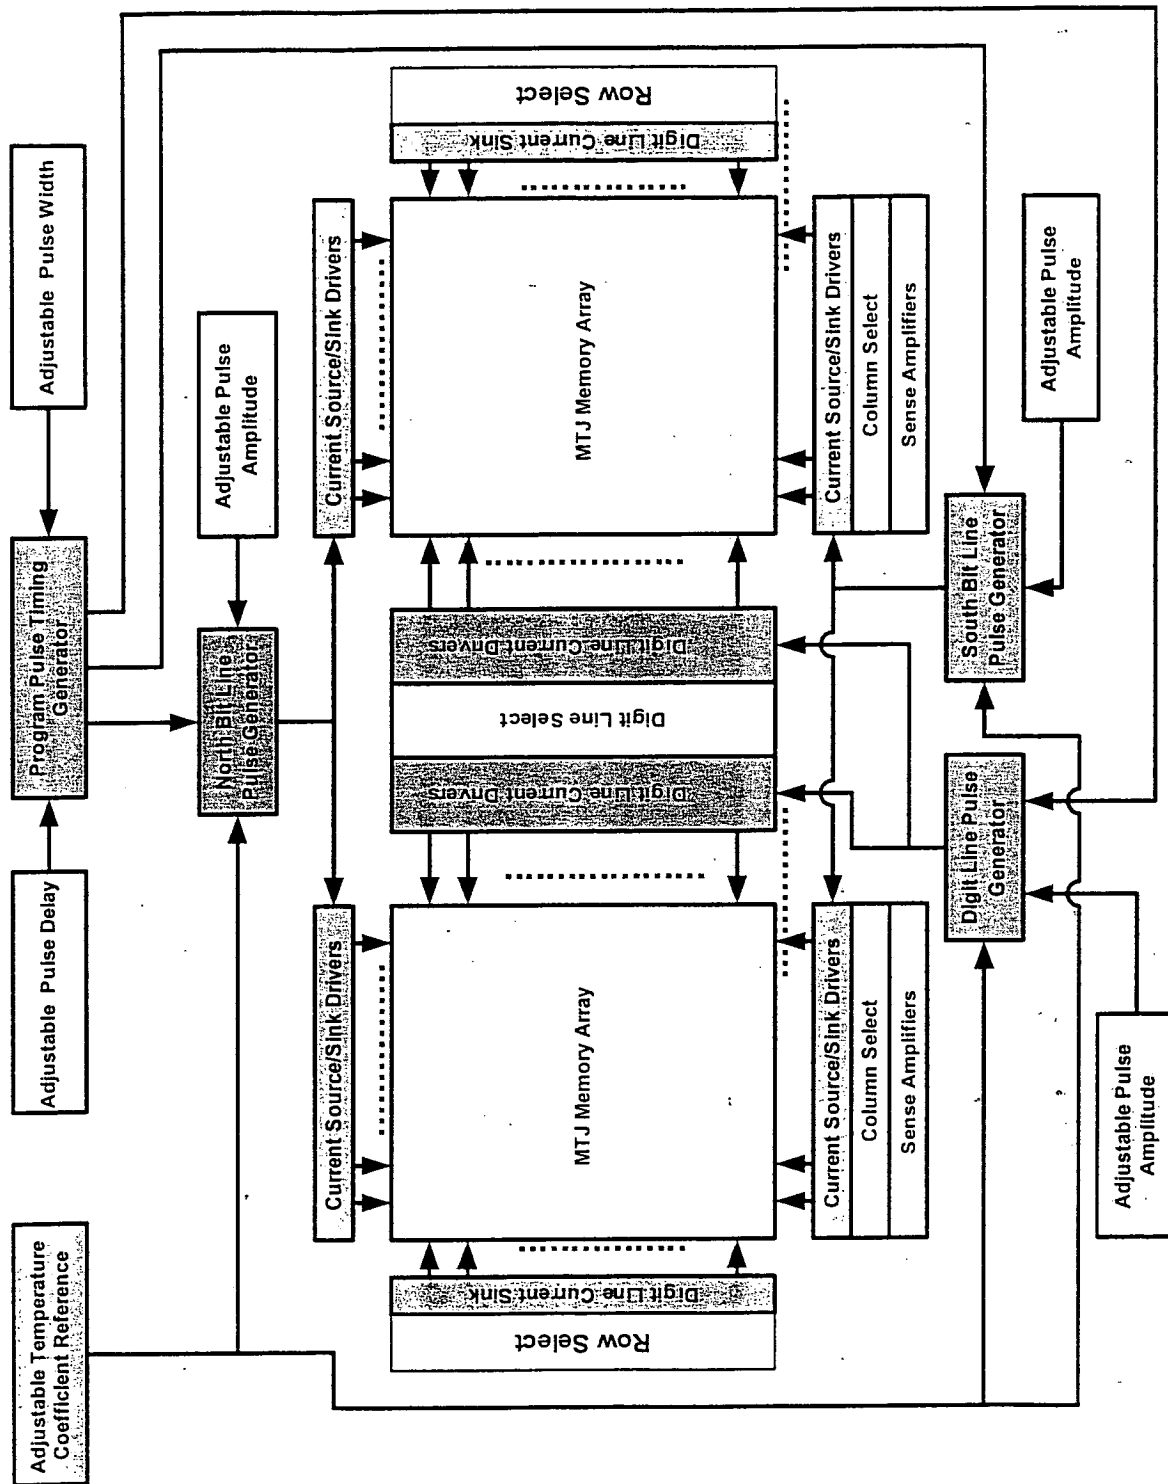 Adjustable Temperature
Coefficient Reference
Adjustable Pulse Delay
Program Pulse Timing
Generator
Adjustable Pulse Width
North Bit Line
Pulse Generator
Adjustable Pulse
Amplitude
Current Source/Sink Drivers
Current Source/Sink Drivers
Row Select
Digit Line Current Sink
MTJ Memory Array
Digit Line Current Drivers
Digit Line Select
Digit Line Current Drivers
MTJ Memory Array
Digit Line Current Sink
Row Select
Current Source/Sink Drivers
Column Select
Sense Amplifiers
Current Source/Sink Drivers
Column Select
Sense Amplifiers
Digit Line Pulse
Generator
South Bit Line
Pulse Generator
Adjustable Pulse
Amplitude
Adjustable Pulse
Amplitude